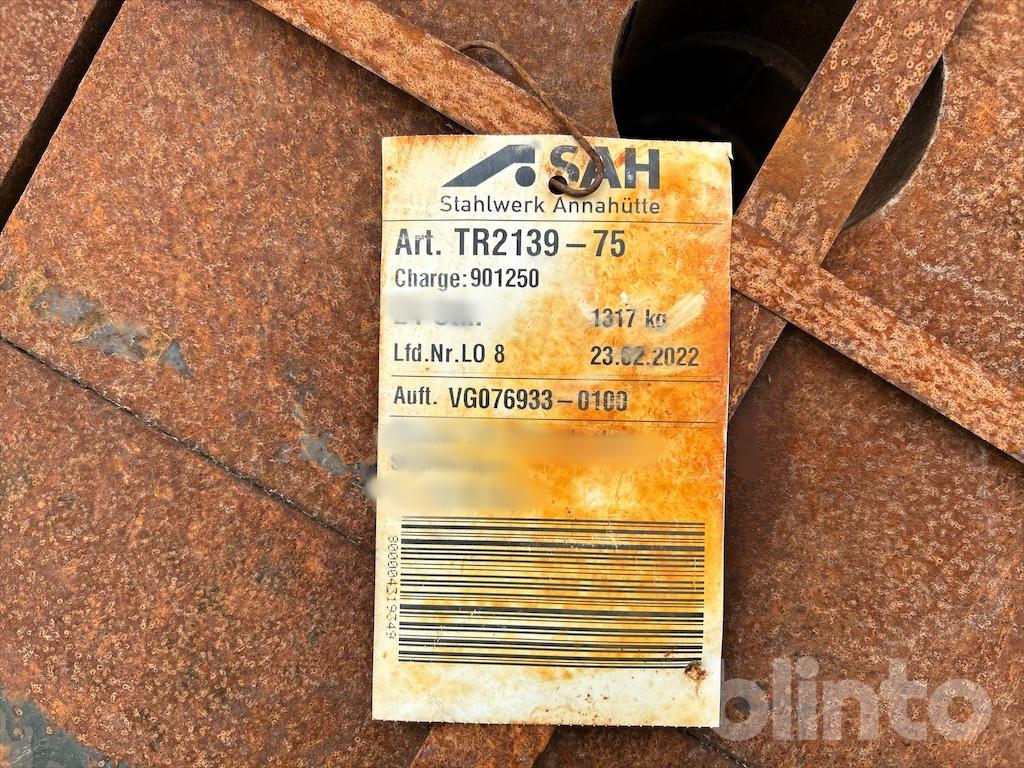 SAH
Stahlwerk Annahütte
Art. TR2139-75
Charge: 901250
1317 kg
Lfd.Nr.LO 8 23.02.2022
Auft. VG076933-0100
800004319349
blinto